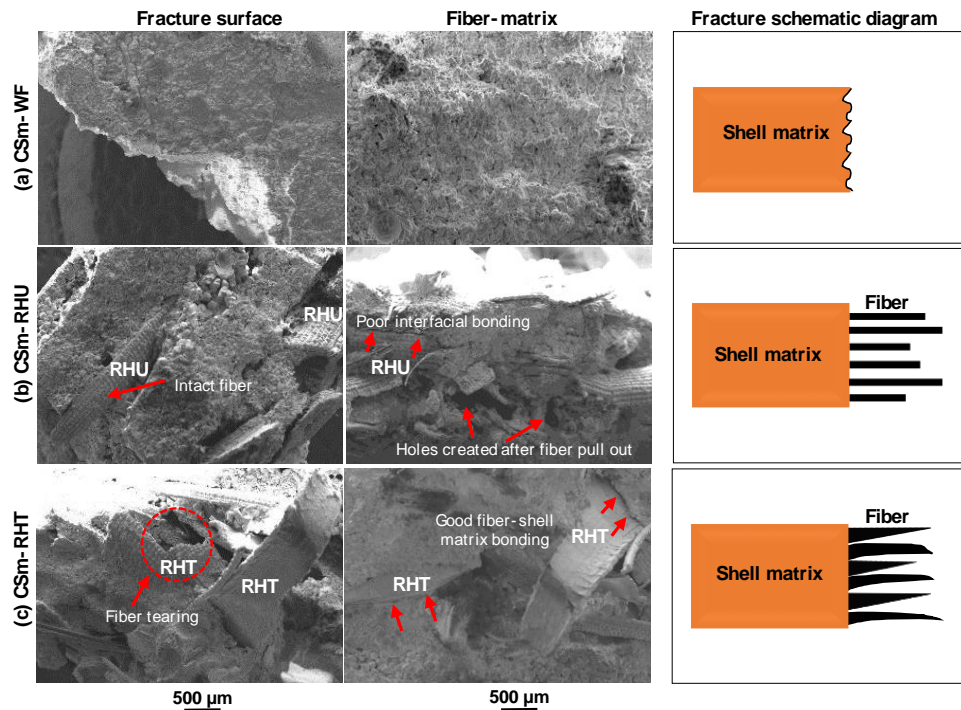 Fracture surface
Fiber-matrix
Fracture schematic diagram
(a) CSm-WF
Shell matrix
(b) CSm-RHU
RHU
RHU
Intact fiber
Poor interfacial bonding
RHU
Holes created after fiber pull out
Fiber
Shell matrix
(c) CSm-RHT
RHT
RHT
Fiber tearing
Good fiber-shell
matrix bonding
RHT
RHT
Fiber
Shell matrix
500 µm
500 µm